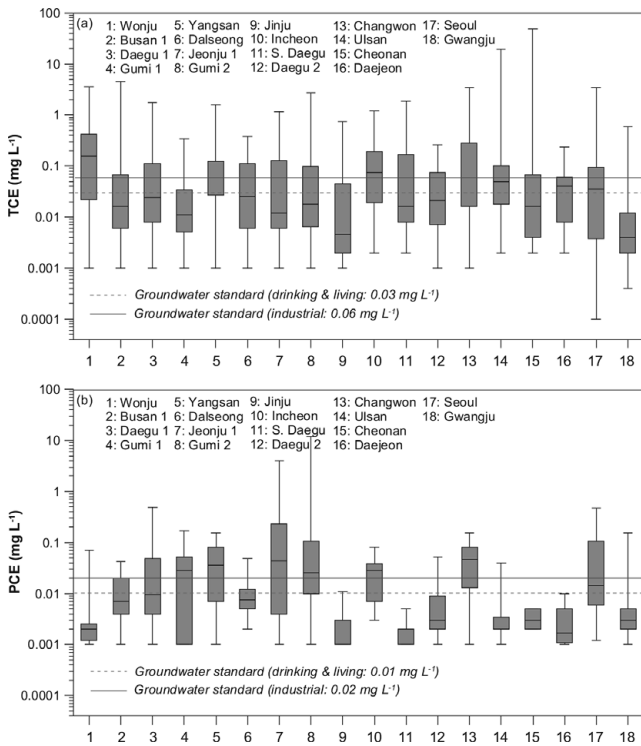 (a) 1: Wonju 5: Yangsan 9: Jinju 13: Changwon 17: Seoul
2: Busan 1 6: Dalseong 10: Incheon 14: Ulsan 18: Gwangju
3: Daegu 1 7: Jeonju 1 11: S. Daegu 15: Cheonan
4: Gumi 1 8: Gumi 2 12: Daegu 2 16: Daejeon
TCE (mg L-1)
100
10
1
0.1
0.01
0.001
0.0001
Groundwater standard (drinking & living: 0.03 mg L-1)
Groundwater standard (industrial: 0.06 mg L-1)
1 2 3 4 5 6 7 8 9 10 11 12 13 14 15 16 17 18
(b) 1: Wonju 5: Yangsan 9: Jinju 13: Changwon 17: Seoul
2: Busan 1 6: Dalseong 10: Incheon 14: Ulsan 18: Gwangju
3: Daegu 1 7: Jeonju 1 11: S. Daegu 15: Cheonan
4: Gumi 1 8: Gumi 2 12: Daegu 2 16: Daejeon
PCE (mg L-1)
100
10
1
0.1
0.01
0.001
0.0001
Groundwater standard (drinking & living: 0.01 mg L-1)
Groundwater standard (industrial: 0.02 mg L-1)
1 2 3 4 5 6 7 8 9 10 11 12 13 14 15 16 17 18